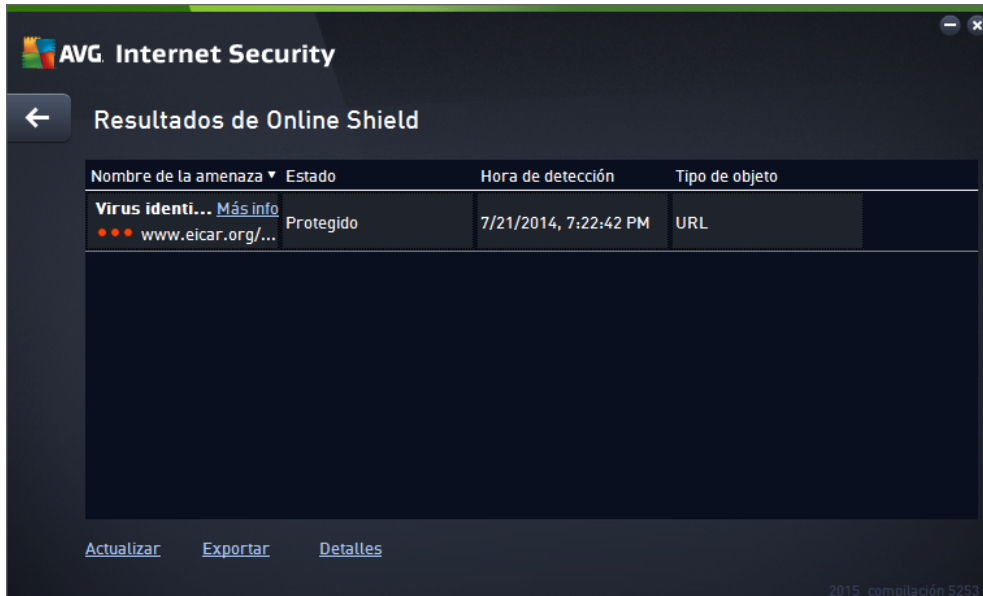 AVG. Internet Security
Resultados de Online Shield
Nombre de la amenaza Estado Hora de detección Tipo de objeto
Virus identi... Más info
Protegido 7/21/2014, 7:22:42 PM URL
www.eicar.org/...
Actualizar Exportar Detalles
2015 compilación 5253